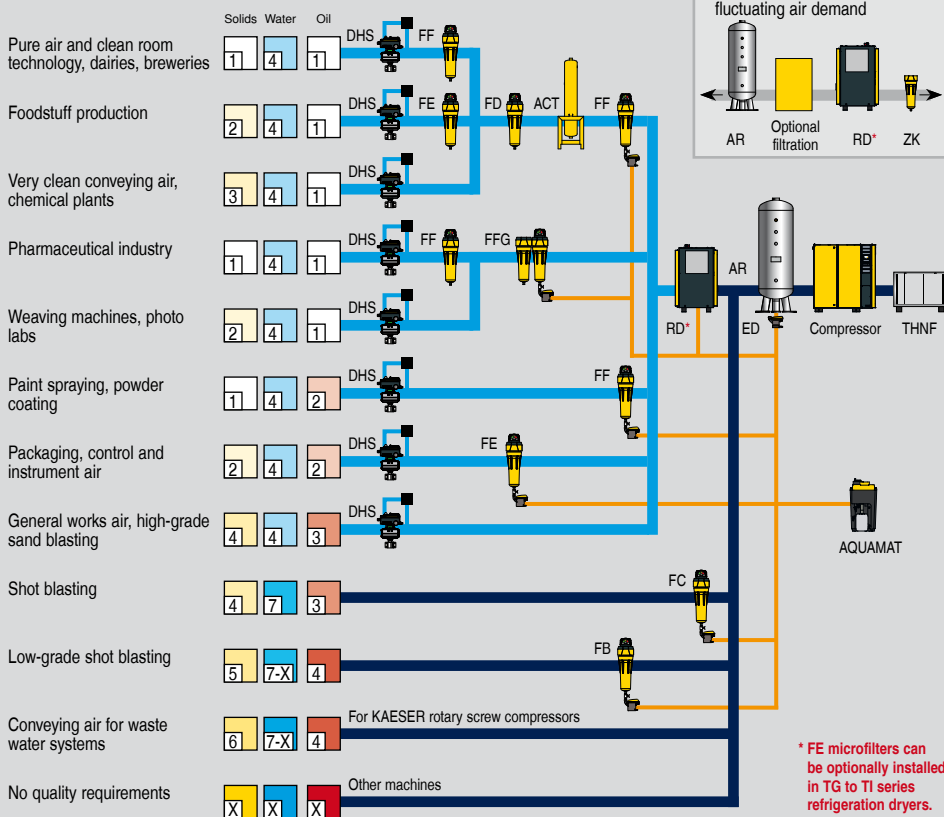 Solids Water Oil
fluctuating air demand
AR
Optional
filtration
RD*
ZK
Pure air and clean room
technology, dairies, breweries
1 4 1
DHS FF
Foodstuff production
2 4 1
DHS FE FD ACT FF
Very clean conveying air,
chemical plants
3 4 1
DHS
Pharmaceutical industry
1 4 1
DHS FF FFG
AR
RD* ED Compressor THNF
Weaving machines, photo
labs
2 4 1
DHS
Paint spraying, powder
coating
1 4 2
DHS FF
Packaging, control and
instrument air
2 4 2
DHS FE
General works air, high-grade
sand blasting
4 4 3
DHS
AQUAMAT
Shot blasting
4 7 3
FC
Low-grade shot blasting
5 7-X 4
FB
Conveying air for waste
water systems
6 7-X 4
For KAESER rotary screw compressors
No quality requirements
X X X
Other machines
* FE microfilters can
be optionally installed
in TG to TI series
refrigeration dryers.